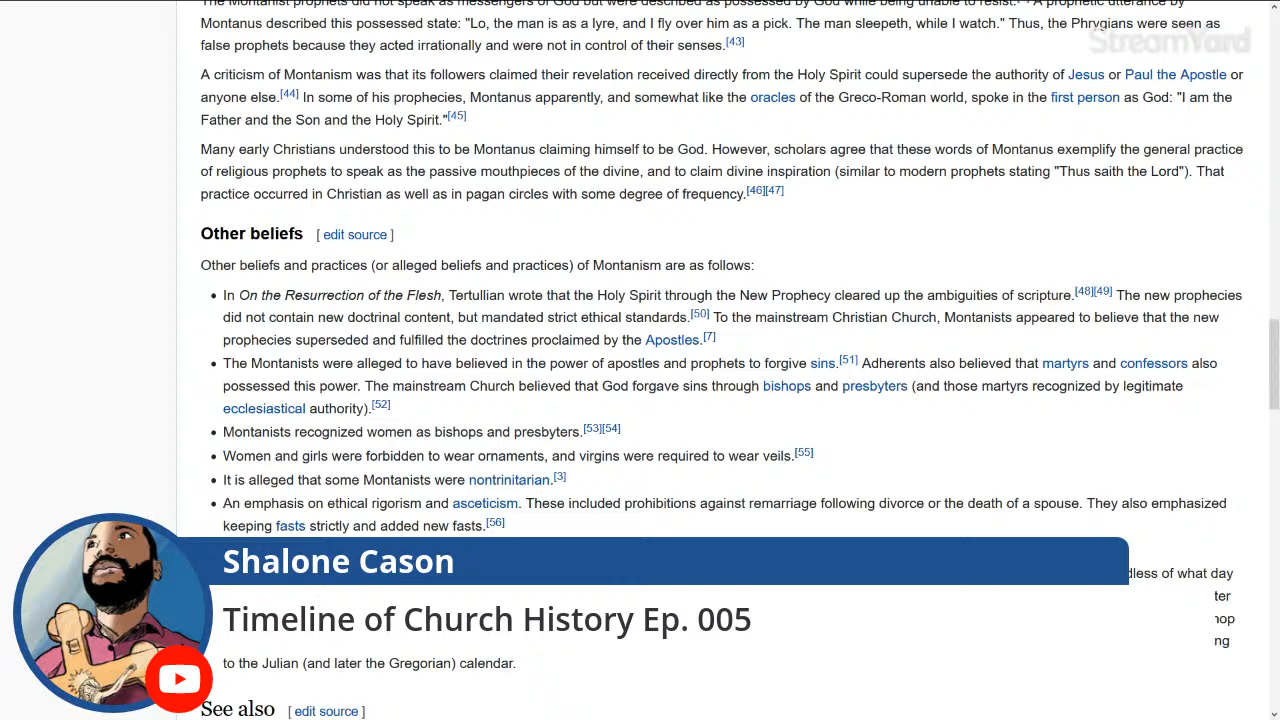 The Montanist prophets did not speak as messengers of God but were described as possessed by God while being unable to resist. A prophetic utterance by
Montanus described this possessed state: "Lo, the man is as a lyre, and I fly over him as a pick. The man sleepeth, while I watch." Thus, the Phrygians were seen as
StreamYard
false prophets because they acted irrationally and were not in control of their senses.[43]
A criticism of Montanism was that its followers claimed their revelation received directly from the Holy Spirit could supersede the authority of Jesus or Paul the Apostle or
anyone else.[44] In some of his prophecies, Montanus apparently, and somewhat like the oracles of the Greco-Roman world, spoke in the first person as God: "I am the
Father and the Son and the Holy Spirit."[45]
Many early Christians understood this to be Montanus claiming himself to be God. However, scholars agree that these words of Montanus exemplify the general practice
of religious prophets to speak as the passive mouthpieces of the divine, and to claim divine inspiration (similar to modern prophets stating "Thus saith the Lord"). That
practice occurred in Christian as well as in pagan circles with some degree of frequency.[46][47]
Other beliefs [ edit source ]
Other beliefs and practices (or alleged beliefs and practices) of Montanism are as follows:
• In On the Resurrection of the Flesh, Tertullian wrote that the Holy Spirit through the New Prophecy cleared up the ambiguities of scripture.[48][49] The new prophecies
did not contain new doctrinal content, but mandated strict ethical standards.[50] To the mainstream Christian Church, Montanists appeared to believe that the new
prophecies superseded and fulfilled the doctrines proclaimed by the Apostles.[7]
• The Montanists were alleged to have believed in the power of apostles and prophets to forgive sins.[51] Adherents also believed that martyrs and confessors also
possessed this power. The mainstream Church believed that God forgave sins through bishops and presbyters (and those martyrs recognized by legitimate
ecclesiastical authority).[52]
• Montanists recognized women as bishops and presbyters.[53][54]
• Women and girls were forbidden to wear ornaments, and virgins were required to wear veils.[55]
• It is alleged that some Montanists were nontrinitarian.[3]
• An emphasis on ethical rigorism and asceticism. These included prohibitions against remarriage following divorce or the death of a spouse. They also emphasized
keeping fasts strictly and added new fasts.[56]
Shalone Cason
dless of what day
ter
Timeline of Church History Ep. 005
ng
to the Julian (and later the Gregorian) calendar.
See also [ edit source ]